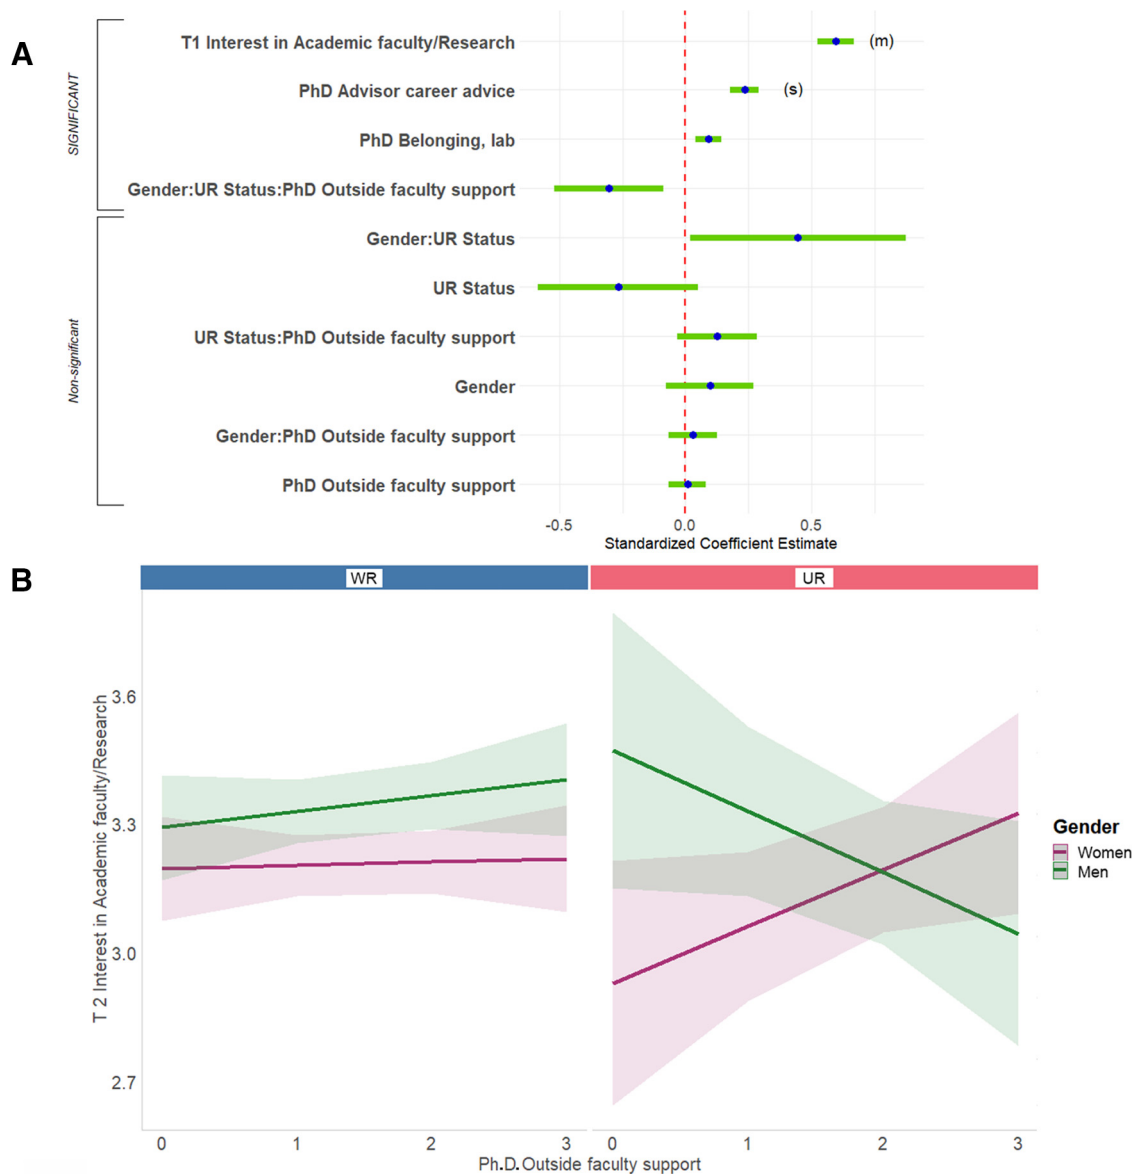 A
SIGNIFICANT
T1 Interest in Academic faculty/Research
(m)
PhD Advisor career advice
(s)
PhD Belonging, lab
Gender:UR Status:PhD Outside faculty support
Non-significant
Gender:UR Status
UR Status
UR Status:PhD Outside faculty support
Gender
Gender:PhD Outside faculty support
PhD Outside faculty support
-0.5 0.0 0.5
Standardized Coefficient Estimate
B
WR UR
T 2 Interest in Academic faculty/Research
3.6
3.3
3.0
2.7
Gender
Women
Men
0 1 2 3 0 1 2 3
Ph.D. Outside faculty support